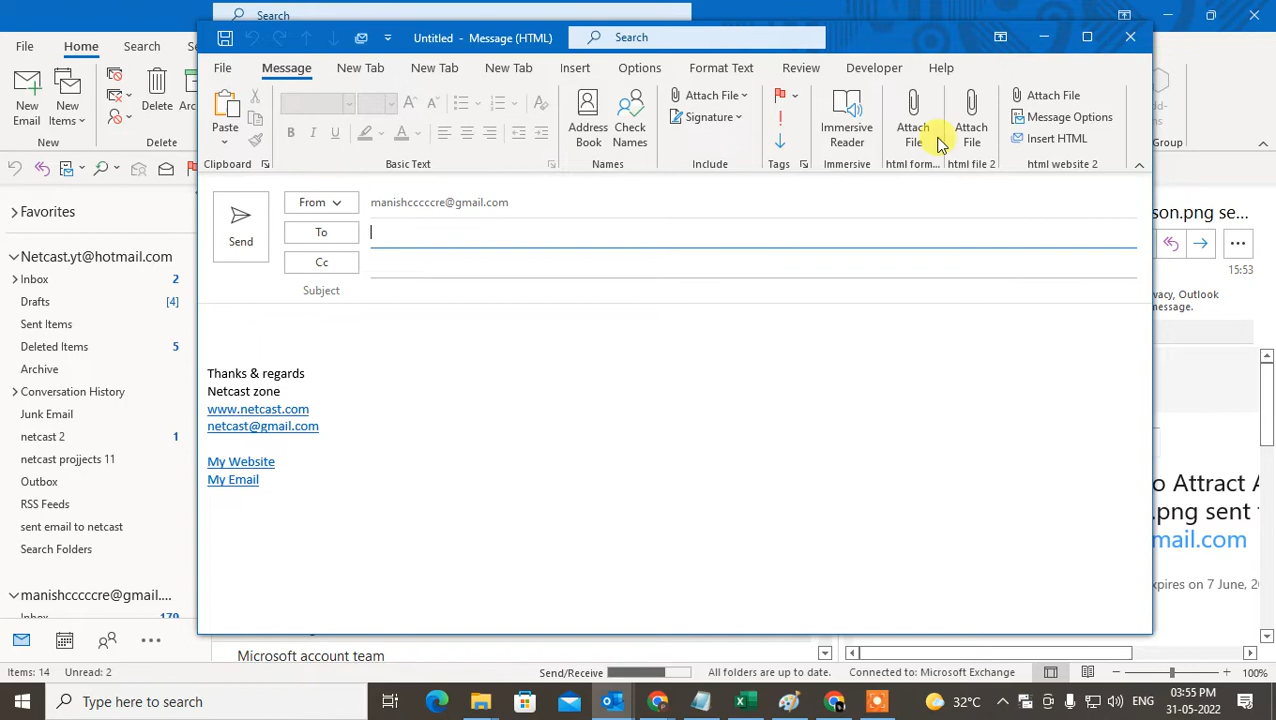 Search
File
Home
Search
New
Email
New
Items
Delete
Arc
New
Delete
Group
Favorites
Netcast.yt@hotmail.com
Inbox 2
Drafts [4]
Sent Items
Deleted Items 5
Archive
Conversation History
Junk Email
netcast 2 1
netcast projjects 11
Outbox
RSS Feeds
sent email to netcast
Search Folders
manishcccccre@gmail....
Inbox 179
Untitled - Message (HTML)
Search
File Message New Tab New Tab New Tab Insert Options Format Text Review Developer Help
Paste
Clipboard
B I U
Basic Text
Address
Book
Check
Names
Names
Attach File
Signature
Include
Tags
Immersive
Reader
Immersive
Attach
File
html form...
Attach
File
html file 2
Attach File
Message Options
Insert HTML
html website 2
Send
From manishcccccre@gmail.com
To
Cc
Subject
Thanks & regards
Netcast zone
www.netcast.com
netcast@gmail.com
My Website
My Email
son.png se...
15:53
vacy, Outlook
message.
o Attract A
.png sent t
mail.com
xpires on 7 June, 2
Microsoft account team
Items: 14 Unread: 2 Send/Receive All folders are up to date. Connected to: Microsoft Exchange 100%
Type here to search
32°C
ENG
03:55 PM
31-05-2022